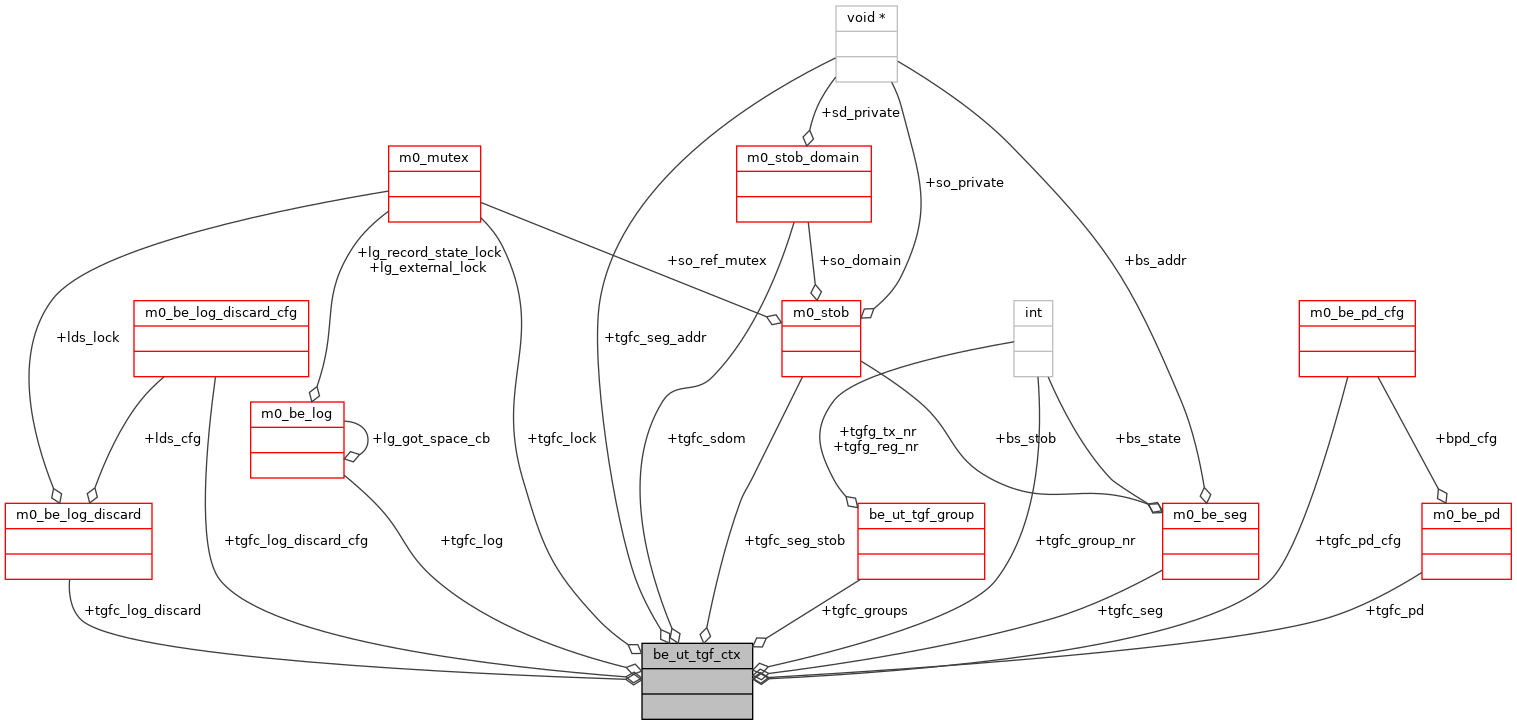 void *
+sd_private
m0_mutex
m0_stob_domain
+so_private
+lg_record_state_lock
+lg_external_lock
+so_ref_mutex
+so_domain
+bs_addr
m0_be_log_discard_cfg
m0_stob
int
m0_be_pd_cfg
+lds_lock
+tgfc_seg_addr
m0_be_log
+lds_cfg
+lg_got_space_cb
+tgfc_lock
+tgfc_sdom
+tgfg_tx_nr
+tgfg_reg_nr
+bs_stob
+bs_state
+bpd_cfg
m0_be_log_discard
be_ut_tgf_group
m0_be_seg
m0_be_pd
+tgfc_log_discard_cfg
+tgfc_log
+tgfc_seg_stob
+tgfc_group_nr
+tgfc_pd_cfg
+tgfc_log_discard
+tgfc_groups
+tgfc_seg
+tgfc_pd
be_ut_tgf_ctx